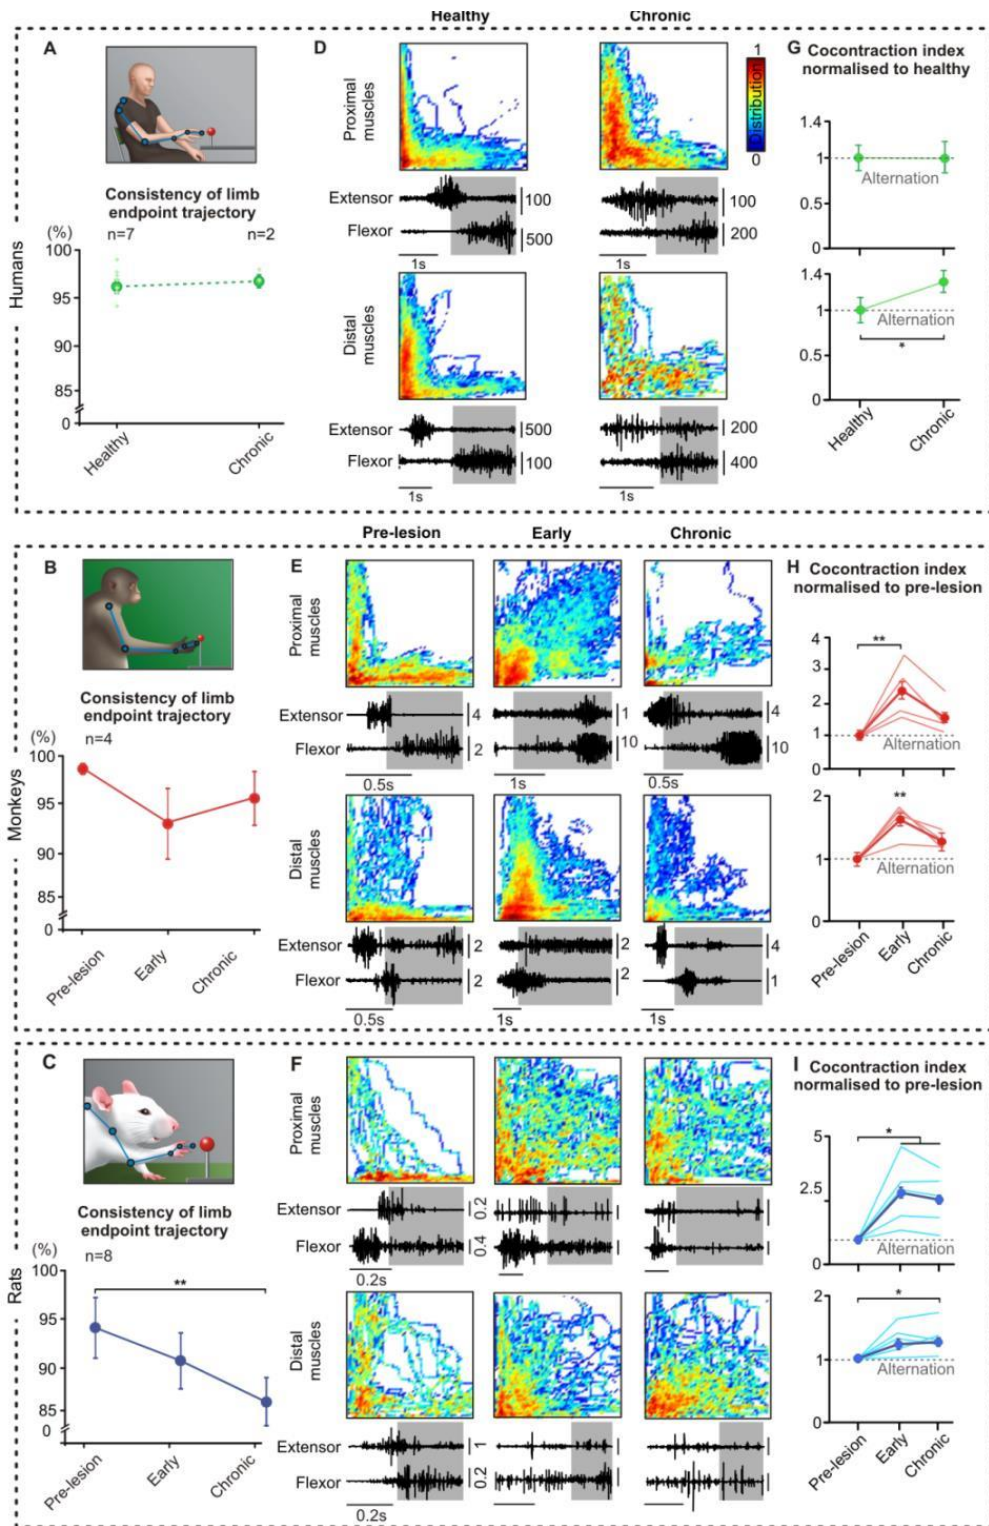 Healthy
Chronic
Humans
A
Consistency of limb
endpoint trajectory
(%)
n=7
n=2
100
95
90
85
0
Healthy
Chronic
D
Proximal
muscles
1
Distribution
0
Extensor
100
100
Flexor
500
200
1s
1s
Distal
muscles
Extensor
500
200
Flexor
100
400
1s
1s
G
Cocontraction index
normalised to healthy
1.4
1
Alternation
0.5
0
1.4
1
Alternation
0.5
*
0
Healthy
Chronic
Monkeys
B
Consistency of limb
endpoint trajectory
(%)
n=4
100
95
90
85
0
Pre-lesion
Early
Chronic
Pre-lesion
Early
Chronic
E
Proximal
muscles
Extensor
4
1
4
Flexor
2
10
10
0.5s
1s
0.5s
Distal
muscles
Extensor
2
2
4
Flexor
2
2
1
0.5s
1s
1s
H
Cocontraction index
normalised to pre-lesion
4
**
3
2
1
Alternation
0
2
**
1
Alternation
0
Pre-lesion
Early
Chronic
Rats
C
Consistency of limb
endpoint trajectory
(%)
n=8
100
**
95
90
85
0
Pre-lesion
Early
Chronic
F
Proximal
muscles
Extensor
0.2
Flexor
0.4
0.2s
Distal
muscles
Extensor
1
Flexor
0.2
0.2s
I
Cocontraction index
normalised to pre-lesion
5
*
2.5
Alternation
0
2
*
1
Alternation
0
Pre-lesion
Early
Chronic